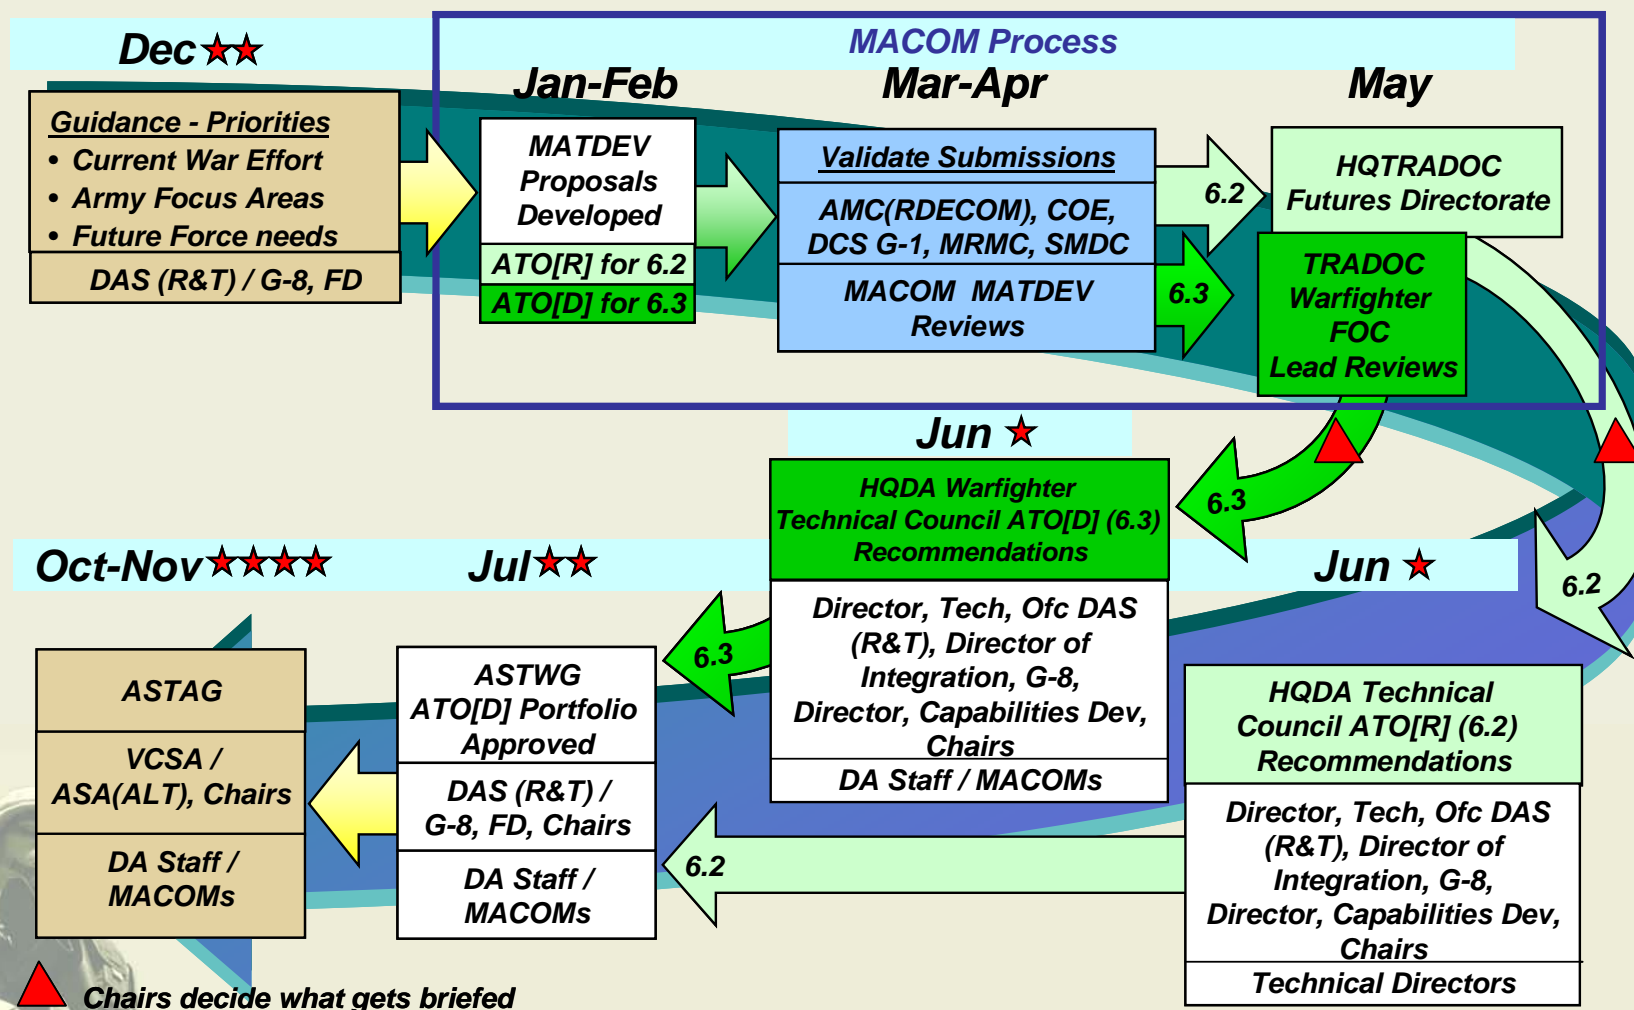 Dec
MACOM Process
Jan-Feb
Mar-Apr
May
Guidance - Priorities
• Current War Effort
• Army Focus Areas
• Future Force needs
DAS (R&T) / G-8, FD
MATDEV
Proposals
Developed
ATO[R] for 6.2
ATO[D] for 6.3
Validate Submissions
AMC(RDECOM), COE,
DCS G-1, MRMC, SMDC
MACOM MATDEV
Reviews
6.2
6.3
HQTRADOC
Futures Directorate
TRADOC
Warfighter
FOC
Lead Reviews
Jun
6.3
6.2
HQDA Warfighter
Technical Council ATO[D] (6.3)
Recommendations
Director, Tech, Ofc DAS
(R&T), Director of
Integration, G-8,
Director, Capabilities Dev,
Chairs
DA Staff / MACOMs
Oct-Nov
Jul
Jun
6.3
ASTAG
VCSA /
ASA(ALT), Chairs
DA Staff /
MACOMs
ASTWG
ATO[D] Portfolio
Approved
DAS (R&T) /
G-8, FD, Chairs
DA Staff /
MACOMs
6.2
HQDA Technical
Council ATO[R] (6.2)
Recommendations
Director, Tech, Ofc DAS
(R&T), Director of
Integration, G-8,
Director, Capabilities Dev,
Chairs
Technical Directors
Chairs decide what gets briefed